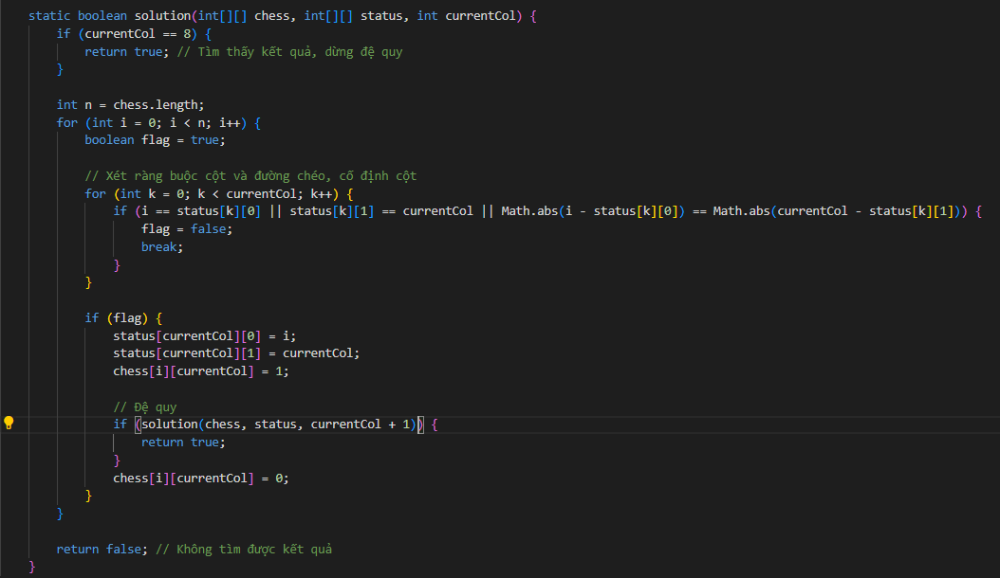 static boolean solution(int[][] chess, int[][] status, int currentCol) {
if (currentCol == 8) {
return true; // Tìm thấy kết quả, dừng đệ quy
}
int n = chess.length;
for (int i = 0; i < n; i++) {
boolean flag = true;
// Xét ràng buộc cột và đường chéo, cố định cột
for (int k = 0; k < currentCol; k++) {
if (i == status[k][0] || status[k][1] == currentCol || Math.abs(i - status[k][0]) == Math.abs(currentCol - status[k][1])) {
flag = false;
break;
}
}
if (flag) {
status[currentCol][0] = i;
status[currentCol][1] = currentCol;
chess[i][currentCol] = 1;
// Đệ quy
if (solution(chess, status, currentCol + 1)) {
return true;
}
chess[i][currentCol] = 0;
}
}
return false; // Không tìm được kết quả
}